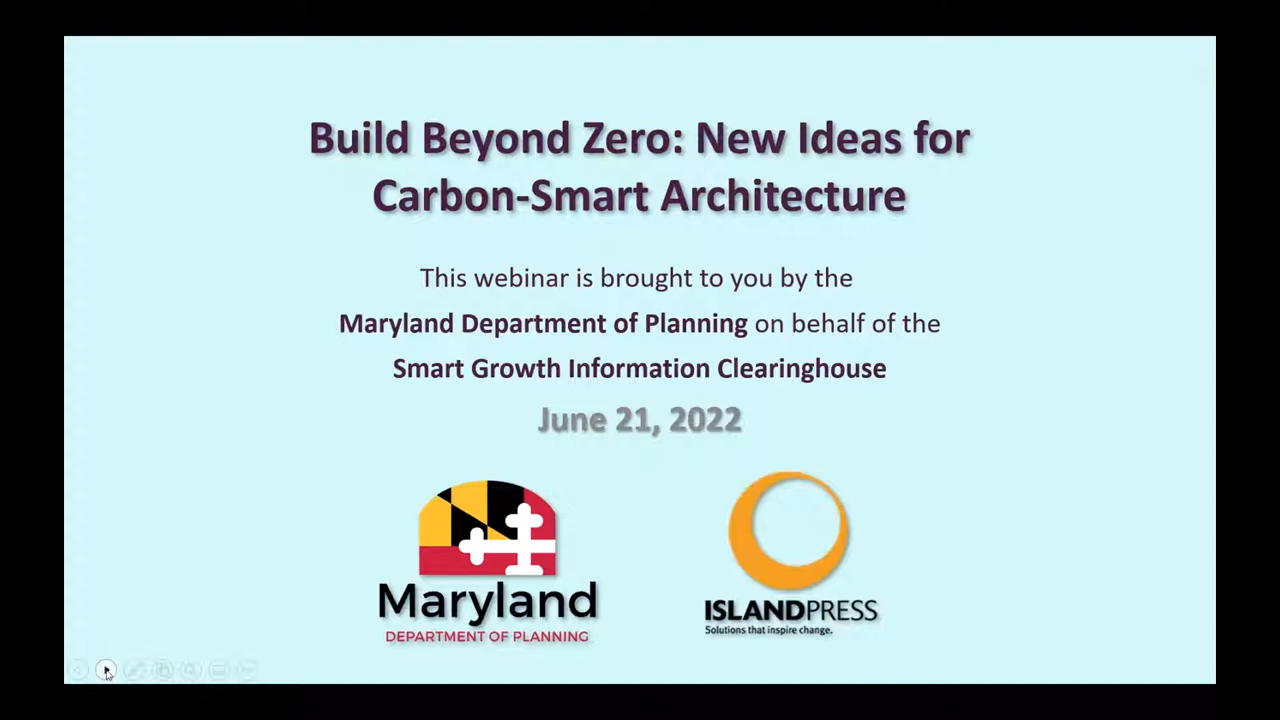 Build Beyond Zero: New Ideas for
Carbon-Smart Architecture
This webinar is brought to you by the
Maryland Department of Planning on behalf of the
Smart Growth Information Clearinghouse
June 21, 2022
Maryland
DEPARTMENT OF PLANNING
ISLANDPRESS
Solutions that inspire change.